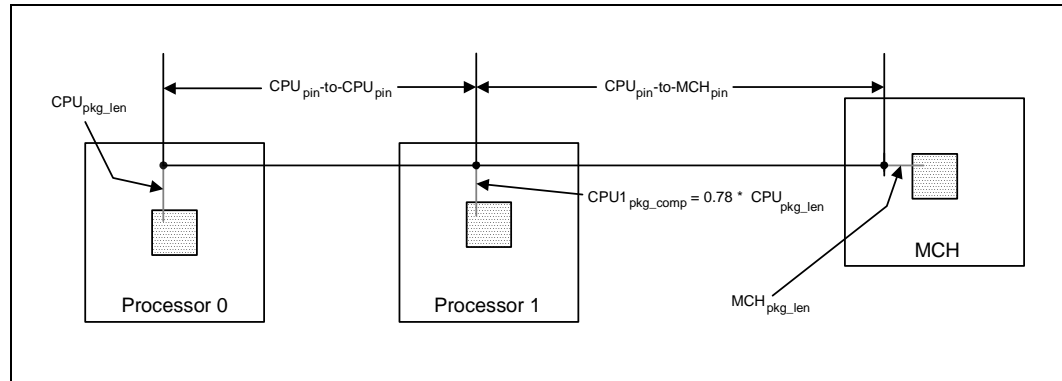 CPUpin-to-CPUpin
CPUpin-to-MCHpin
CPUpkg_len
CPU1pkg_comp = 0.78 * CPUpkg_len
MCH
Processor 0
Processor 1
MCHpkg_len